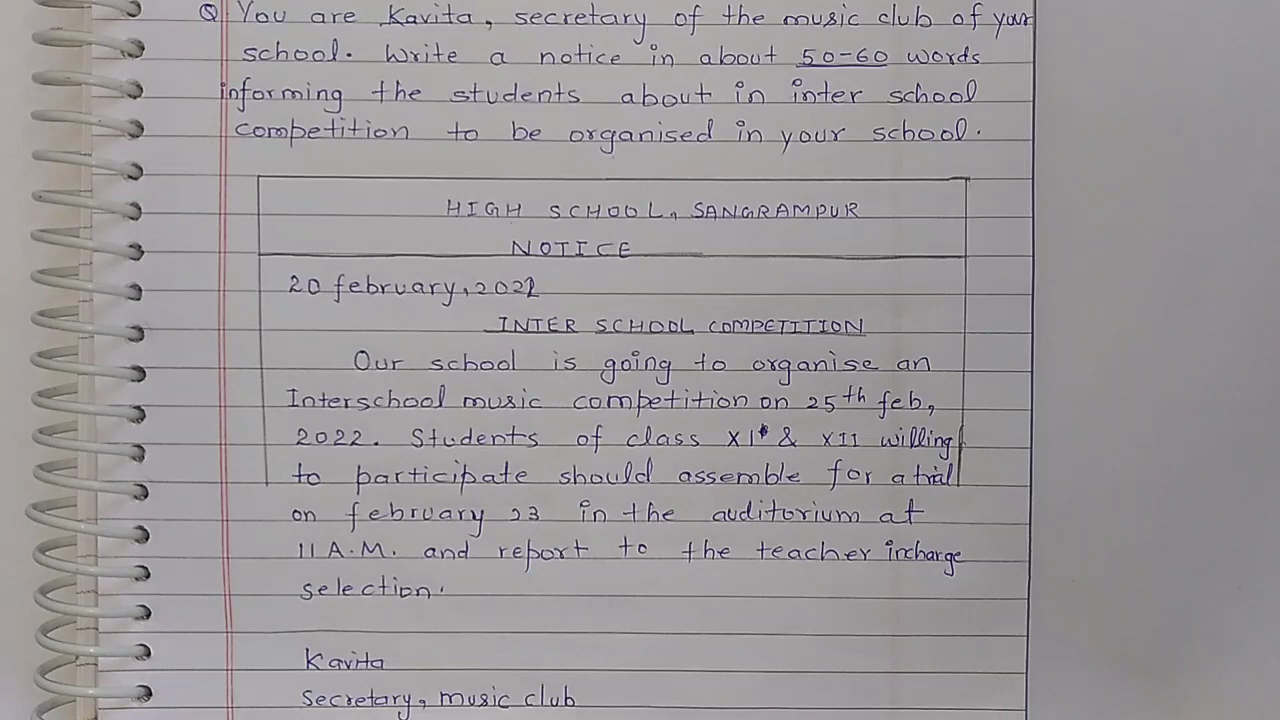 Q You are Kavita, secretary of the music club of your
school. Write a notice in about 50-60 words
informing the students about in inter school
competition to be organised in your school.
HIGH SCHOOL, SANGRAMPUR
NOTICE
20 february, 2022
INTER SCHOOL COMPETITION
Our school is going to organise an
Interschool music competition on 25th feb,
2022. Students of class XI & XII willing
to participate should assemble for a trial
on february 23 in the auditorium at
11 A.M. and report to the teacher incharge
selection.
Kavita
Secretary, music club